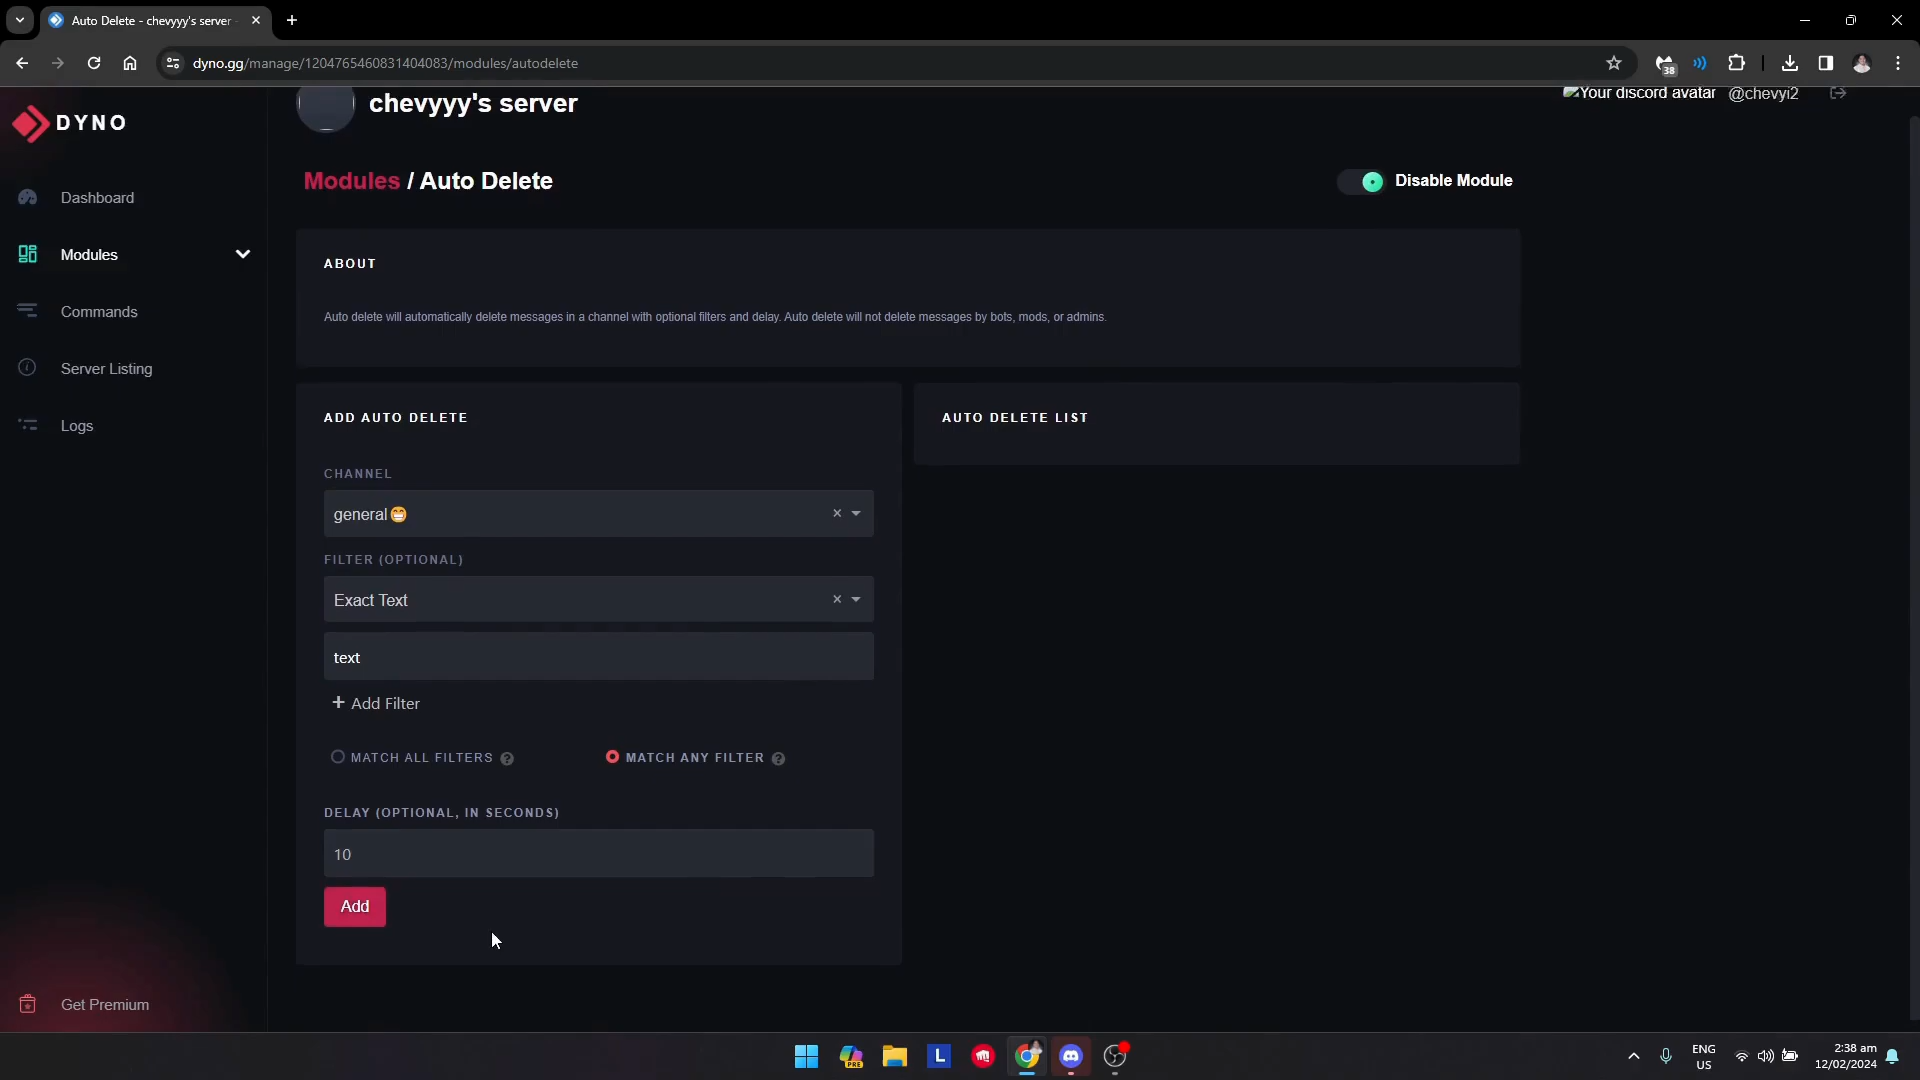 Auto Delete - chevyyy's server
dyno.gg/manage/1204765460831404083/modules/autodelete
38
DYNO
chevyyy's server
Your discord avatar @chevyi2
Modules / Auto Delete
Disable Module
Dashboard
Modules
Commands
Server Listing
Logs
Get Premium
ABOUT
Auto delete will automatically delete messages in a channel with optional filters and delay. Auto delete will not delete messages by bots, mods, or admins.
ADD AUTO DELETE
CHANNEL
general😁
FILTER (OPTIONAL)
Exact Text
text
+ Add Filter
MATCH ALL FILTERS ?
MATCH ANY FILTER ?
DELAY (OPTIONAL, IN SECONDS)
10
Add
AUTO DELETE LIST
PRE
L
ENG
US
2:38 am
12/02/2024